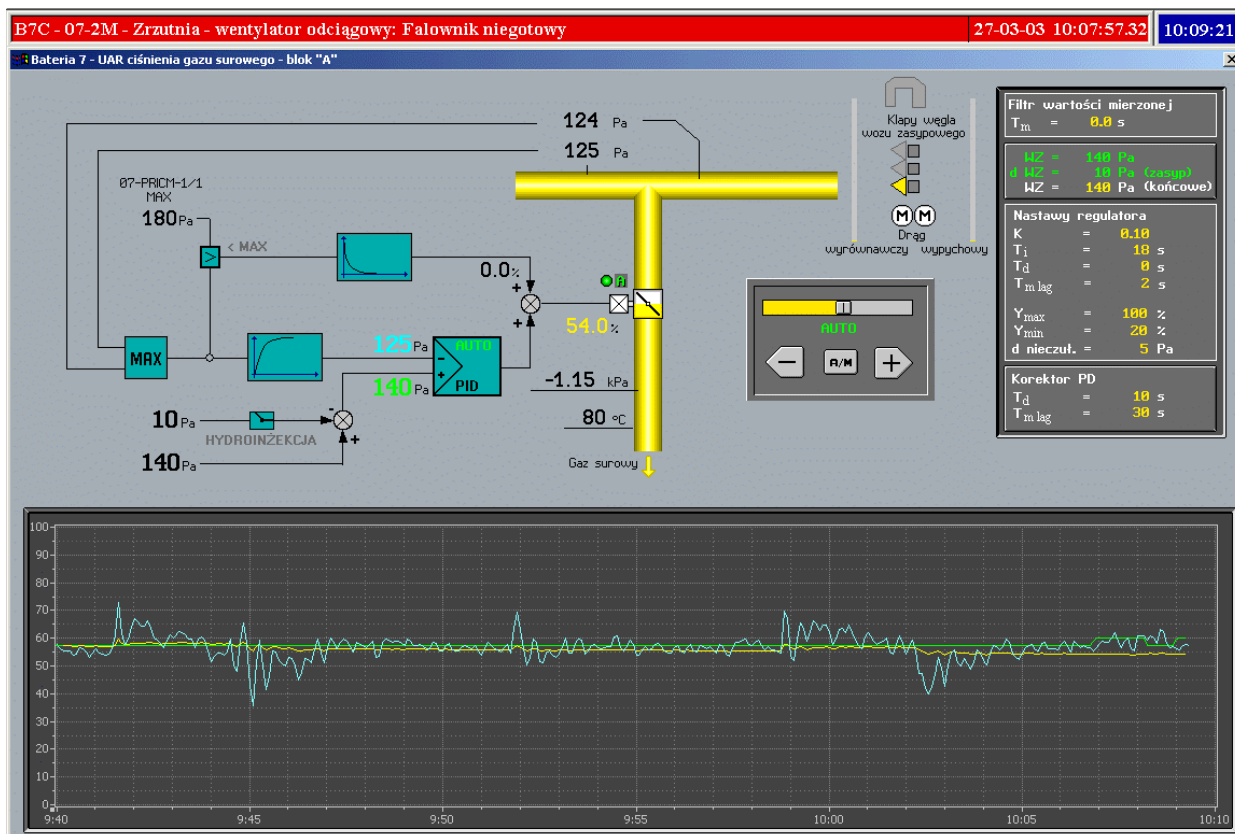 B7C - 07-2M - Zrzutnia - wentylator odciągowy: Falownik niegotowy 27-03-03 10:07:57.32 10:09:21
Bateria 7 - UAR ciśnienia gazu surowego - blok "A"
124 Pa
125 Pa
07-PRICM-1/1
MAX
180 Pa
>
< MAX
0.0 %
+
+
A
54.0 %
MAX
125 Pa
140 Pa
AUTO
-
+
PID
10 Pa
HYDROINŻEKCJA
-
+
140 Pa
-1.15 kPa
80 °C
Gaz surowy
Klapy węgla
wozu zasypowego
M M
Drąg
wyrównawczy wypychowy
AUTO
- A/M +
Filtr wartości mierzonej
Tm = 0.0 s
WZ = 140 Pa
d WZ = 10 Pa (zasyp)
WZ = 140 Pa (końcowe)
Nastawy regulatora
K = 0.10
Ti = 18 s
Td = 0 s
Tm lag = 2 s
Ymax = 100 %
Ymin = 20 %
d nieczuł. = 5 Pa
Korektor PD
Td = 10 s
Tm lag = 30 s
100
90
80
70
60
50
40
30
20
10
0
9:40 9:45 9:50 9:55 10:00 10:05 10:10